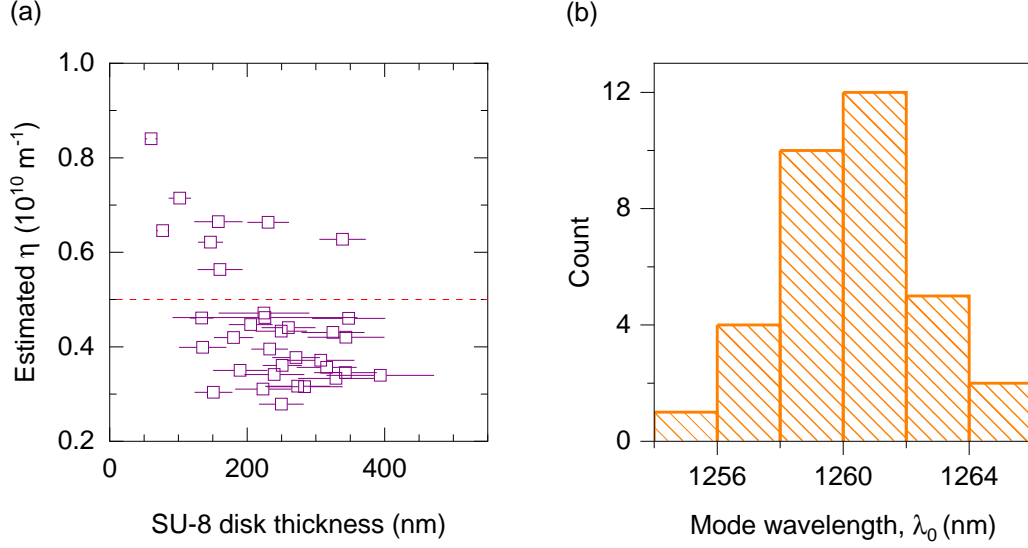 (a)
(b)
1.0
0.8
0.6
0.4
0.2
0
200
400
Estimated η (10¹⁰ m⁻¹)
SU-8 disk thickness (nm)
12
8
4
0
1256
1260
1264
Count
Mode wavelength, λ₀ (nm)